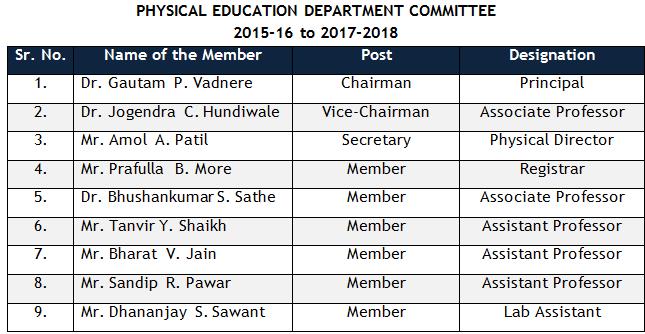 PHYSICAL EDUCATION DEPARTMENT COMMITTEE
2015-16 to 2017-2018
Sr. No. Name of the Member Post Designation
1. Dr. Gautam P. Vadnere Chairman Principal
2. Dr. Jogendra C. Hundiwale Vice-Chairman Associate Professor
3. Mr. Amol A. Patil Secretary Physical Director
4. Mr. Prafulla B. More Member Registrar
5. Dr. Bhushankumar S. Sathe Member Associate Professor
6. Mr. Tanvir Y. Shaikh Member Assistant Professor
7. Mr. Bharat V. Jain Member Assistant Professor
8. Mr. Sandip R. Pawar Member Assistant Professor
9. Mr. Dhananjay S. Sawant Member Lab Assistant